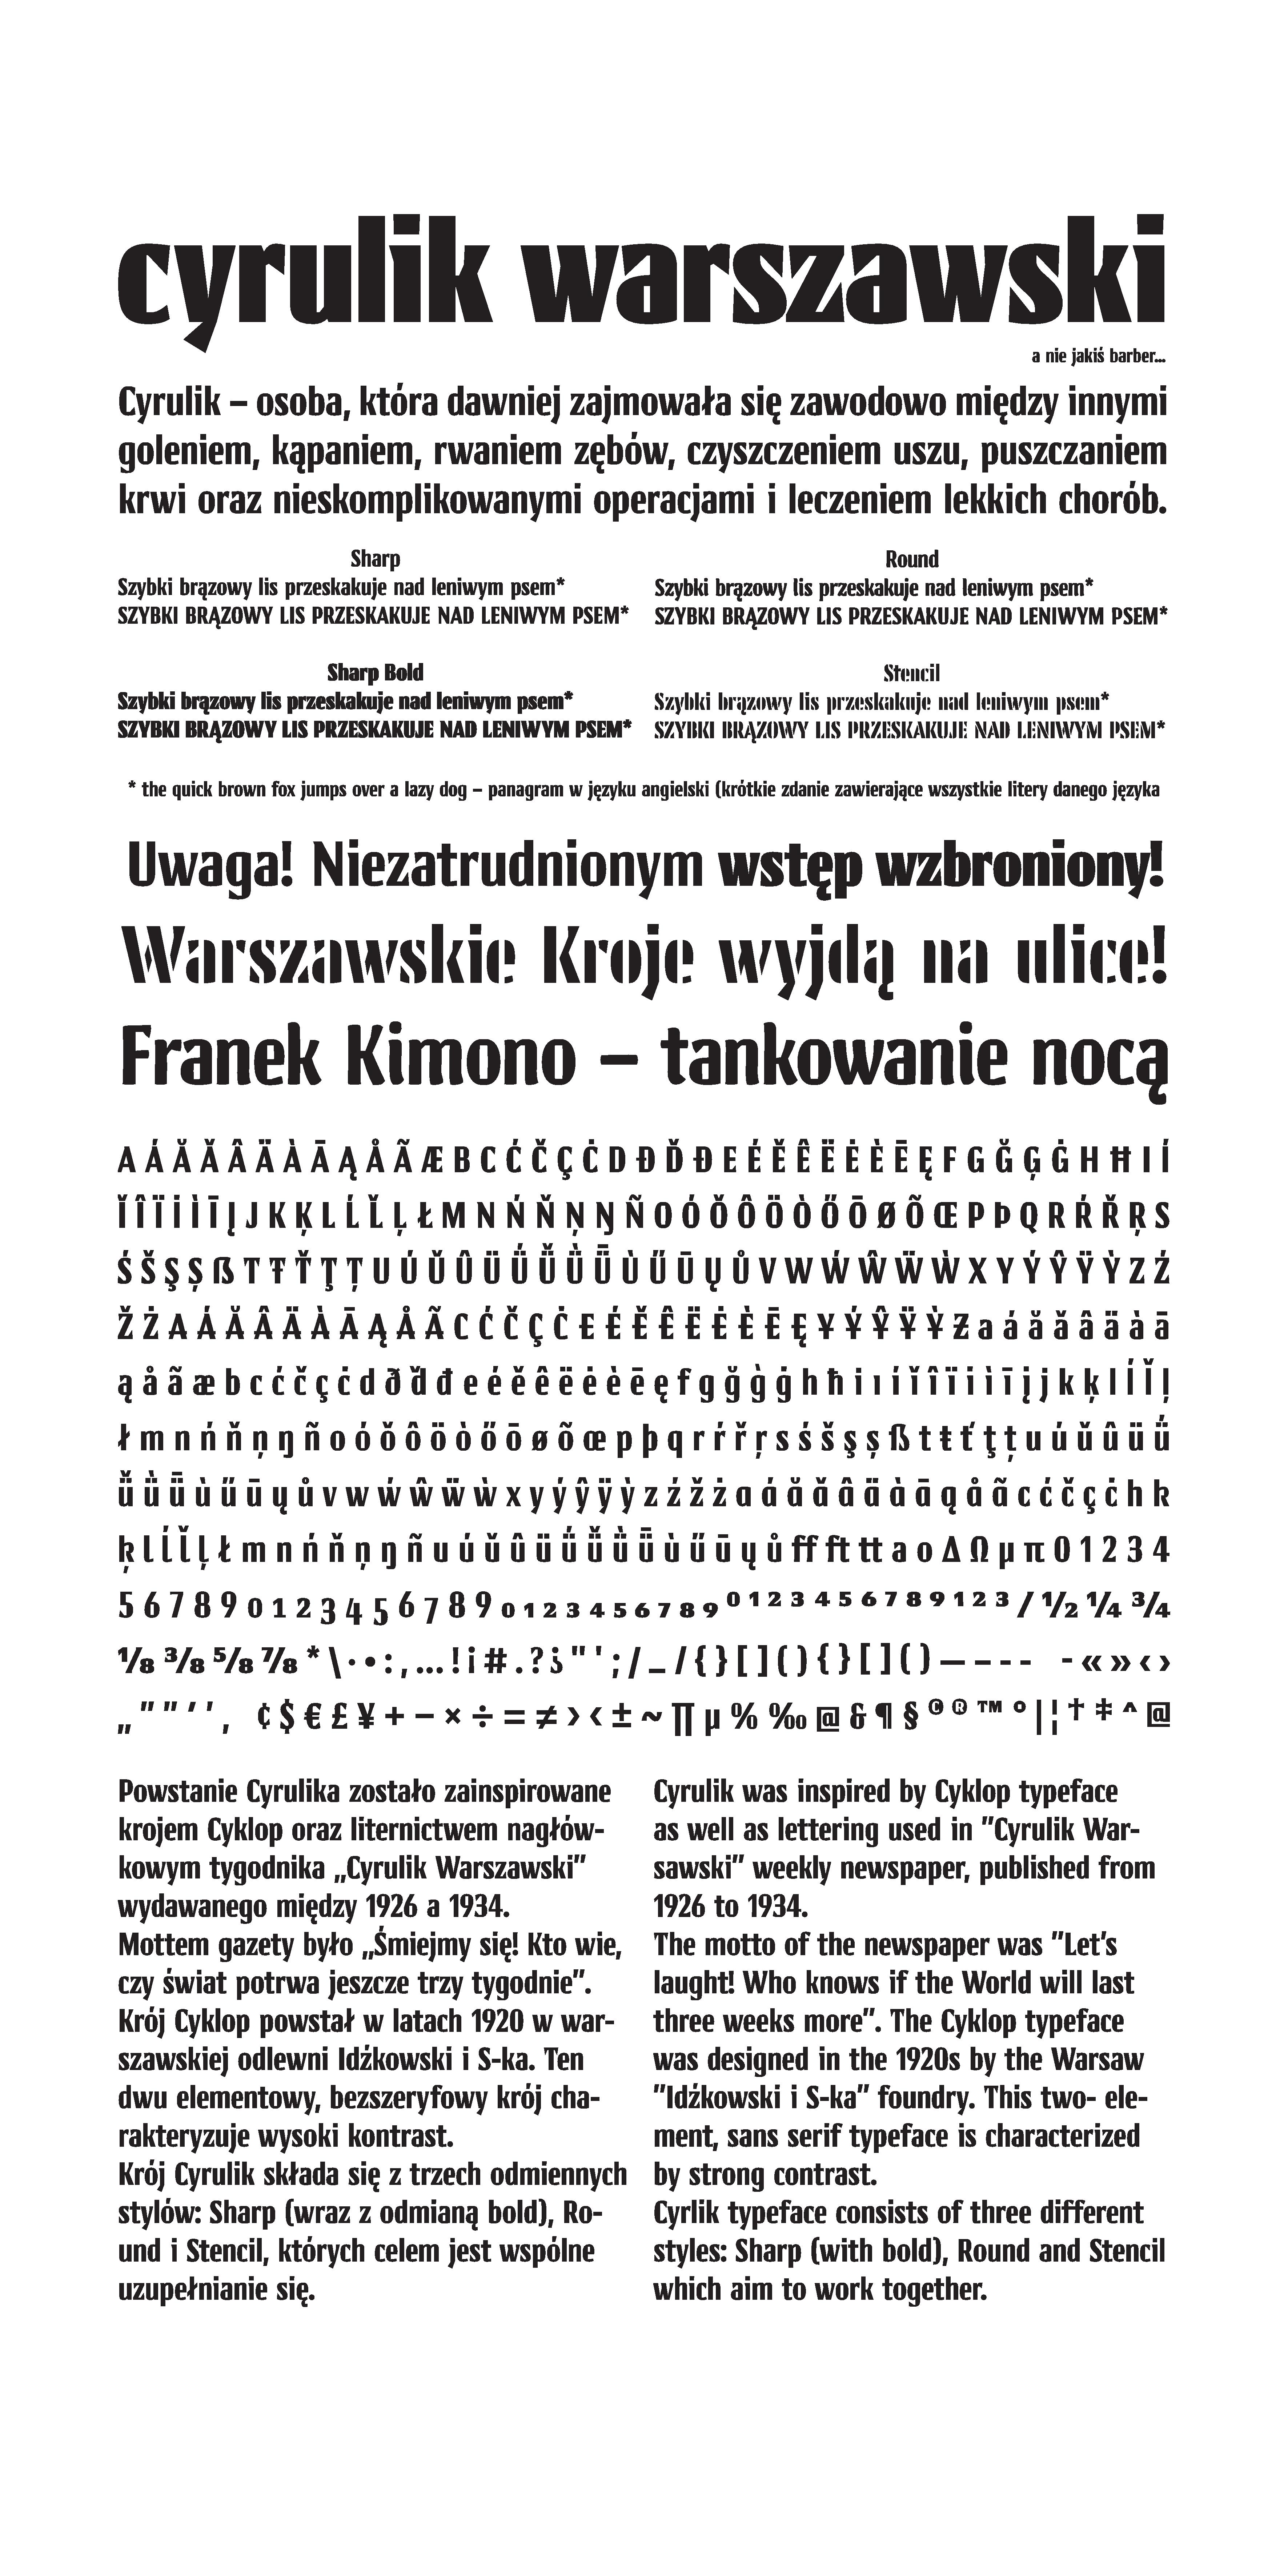 cyrulik warszawski
a nie jakiś barber...
Cyrulik – osoba, która dawniej zajmowała się zawodowo między innymi
goleniem, kąpaniem, rwaniem zębów, czyszczeniem uszu, puszczaniem
krwi oraz nieskomplikowanymi operacjami i leczeniem lekkich chorób.
Sharp
Szybki brązowy lis przeskakuje nad leniwym psem*
SZYBKI BRĄZOWY LIS PRZESKAKUJE NAD LENIWYM PSEM*
Round
Szybki brązowy lis przeskakuje nad leniwym psem*
SZYBKI BRĄZOWY LIS PRZESKAKUJE NAD LENIWYM PSEM*
Sharp Bold
Szybki brązowy lis przeskakuje nad leniwym psem*
SZYBKI BRĄZOWY LIS PRZESKAKUJE NAD LENIWYM PSEM*
Stencil
Szybki brązowy lis przeskakuje nad leniwym psem*
SZYBKI BRĄZOWY LIS PRZESKAKUJE NAD LENIWYM PSEM*
* the quick brown fox jumps over a lazy dog – panagram w języku angielski (krótkie zdanie zawierające wszystkie litery danego języka
Uwaga! Niezatrudnionym wstęp wzbroniony!
Warszawskie Kroje wyjdą na ulice!
Franek Kimono – tankowanie nocą
A Á Ă Ǎ Â Ä À Ā Ą Å Ã Æ B C Ć Č Ç Ċ D Đ Ď Ð E É Ě Ê Ë Ė È Ē Ę F G Ğ Ģ Ġ H Ħ I Í
Ǐ Î Ï İ Ì Ī Į J K Ķ L Ĺ Ľ Ļ Ł M N Ń Ň Ņ Ŋ Ñ O Ó Ǒ Ô Ö Ò Ő Ō Ø Õ Œ P Þ Q R Ŕ Ř Ŗ S
Ś Š Ş Ș ẞ T Ŧ Ť Ţ Ț U Ú Ǔ Û Ü Ǘ Ǚ Ǜ Ǖ Ù Ű Ū Ų Ů V W Ẃ Ŵ Ẅ Ẁ X Y Ý Ŷ Ÿ Ỳ Z Ź
Ž Ż A Á Ă Â Ä À Ā Ą Å Ã C Ć Č Ç Ċ E É Ě Ê Ë Ė È Ē Ę Y Ý Ŷ Ÿ Ỳ Ƶ a á ă ǎ â ä à ā
ą å ã æ b c ć č ç ċ d ð ď đ e é ě ê ë ė è ē ę f g ğ ġ ġ h ħ i ı í ǐ î ï i ì ī į j k ķ l ĺ ľ ļ
ł m n ń ň ņ ŋ ñ o ó ǒ ô ö ò ő ō ø õ œ p þ q r ŕ ř ŗ s ś š ş ș ß t ŧ ť ţ ț u ú ǔ û ü ǘ
ǚ ǜ ǖ ù ű ū ų ů v w ẃ ŵ ẅ ẁ x y ý ŷ ÿ ỳ z ź ž ż a á ă ǎ â ä à ā ą å ã c ć č ç ċ h k
ķ l ĺ ľ ļ ł m n ń ň ņ ŋ ñ u ú ǔ û ü ǘ ǚ ǜ ǖ ù ű ū ų ů ff ft tt a o Δ Ω μ π 0 1 2 3 4
5 6 7 8 9 0 1 2 3 4 5 6 7 8 9 ₀ ₁ ₂ ₃ ₄ ₅ ₆ ₇ ₈ ₉ ⁰ ¹ ² ³ ⁴ ⁵ ⁶ ⁷ ⁸ ⁹ ¹ ² ³ ⁄ ½ ¼ ¾
⅛ ⅜ ⅝ ⅞ * \ · • : , … ! ¡ # . ? ¿ " ' ; / _ / { } [ ] ( ) { } [ ] ( ) — – - - - « » ‹ ›
„ ” ” ’ ’ , ¢ $ € £ ¥ + − × ÷ = ≠ › ‹ ± ~ ∏ µ % ‰ @ & ¶ § © ® ™ ° | ¦ † ‡ ^ @
Powstanie Cyrulika zostało zainspirowane
krojem Cyklop oraz liternictwem nagłów-
kowym tygodnika „Cyrulik Warszawski”
wydawanego między 1926 a 1934.
Mottem gazety było „Śmiejmy się! Kto wie,
czy świat potrwa jeszcze trzy tygodnie”.
Krój Cyklop powstał w latach 1920 w war-
szawskiej odlewni Idźkowski i S-ka. Ten
dwu elementowy, bezszeryfowy krój cha-
rakteryzuje wysoki kontrast.
Krój Cyrulik składa się z trzech odmiennych
stylów: Sharp (wraz z odmianą bold), Ro-
und i Stencil, których celem jest wspólne
uzupełnianie się.
Cyrulik was inspired by Cyklop typeface
as well as lettering used in ”Cyrulik War-
sawski” weekly newspaper, published from
1926 to 1934.
The motto of the newspaper was ”Let’s
laught! Who knows if the World will last
three weeks more”. The Cyklop typeface
was designed in the 1920s by the Warsaw
”Idźkowski i S-ka” foundry. This two- ele-
ment, sans serif typeface is characterized
by strong contrast.
Cyrlik typeface consists of three different
styles: Sharp (with bold), Round and Stencil
which aim to work together.